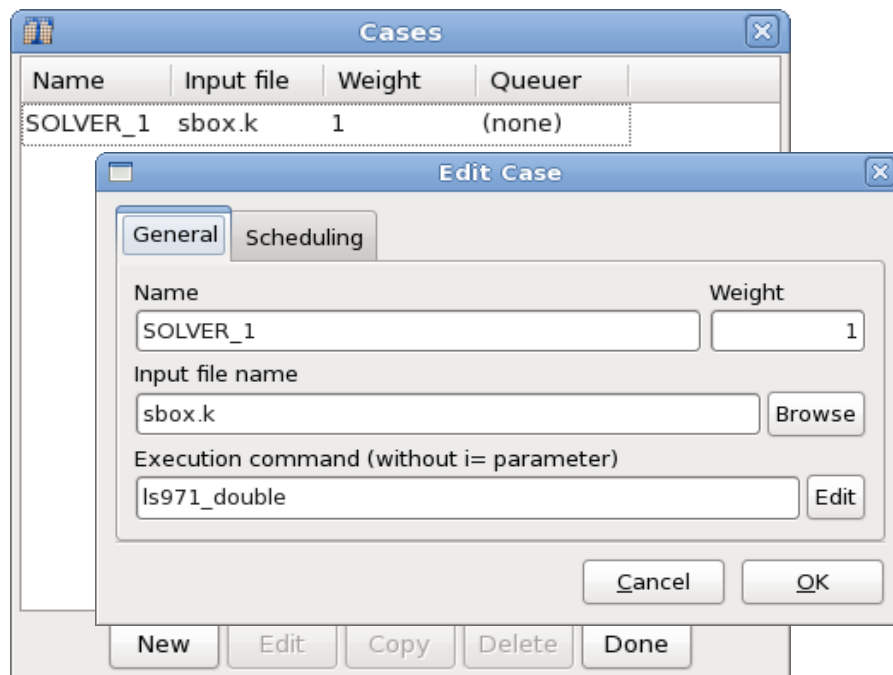 Cases
Name Input file Weight Queuer
SOLVER_1 sbox.k 1 (none)
Edit Case
General Scheduling
Name Weight
SOLVER_1 1
Input file name
sbox.k Browse
Execution command (without i= parameter)
ls971_double Edit
Cancel OK
New Edit Copy Delete Done